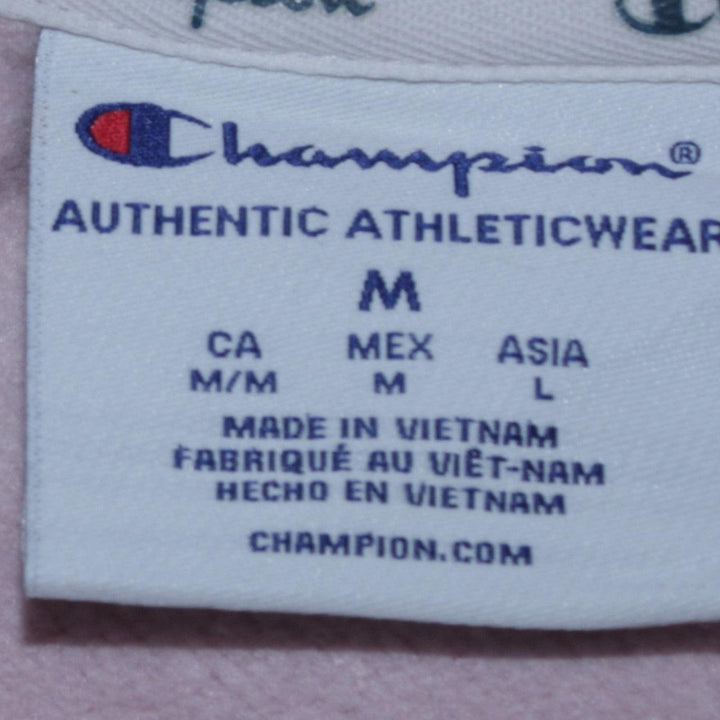 Champion®
AUTHENTIC ATHLETICWEAR
M
CA MEX ASIA
M/M M L
MADE IN VIETNAM
FABRIQUÉ AU VIÊT-NAM
HECHO EN VIETNAM
CHAMPION.COM